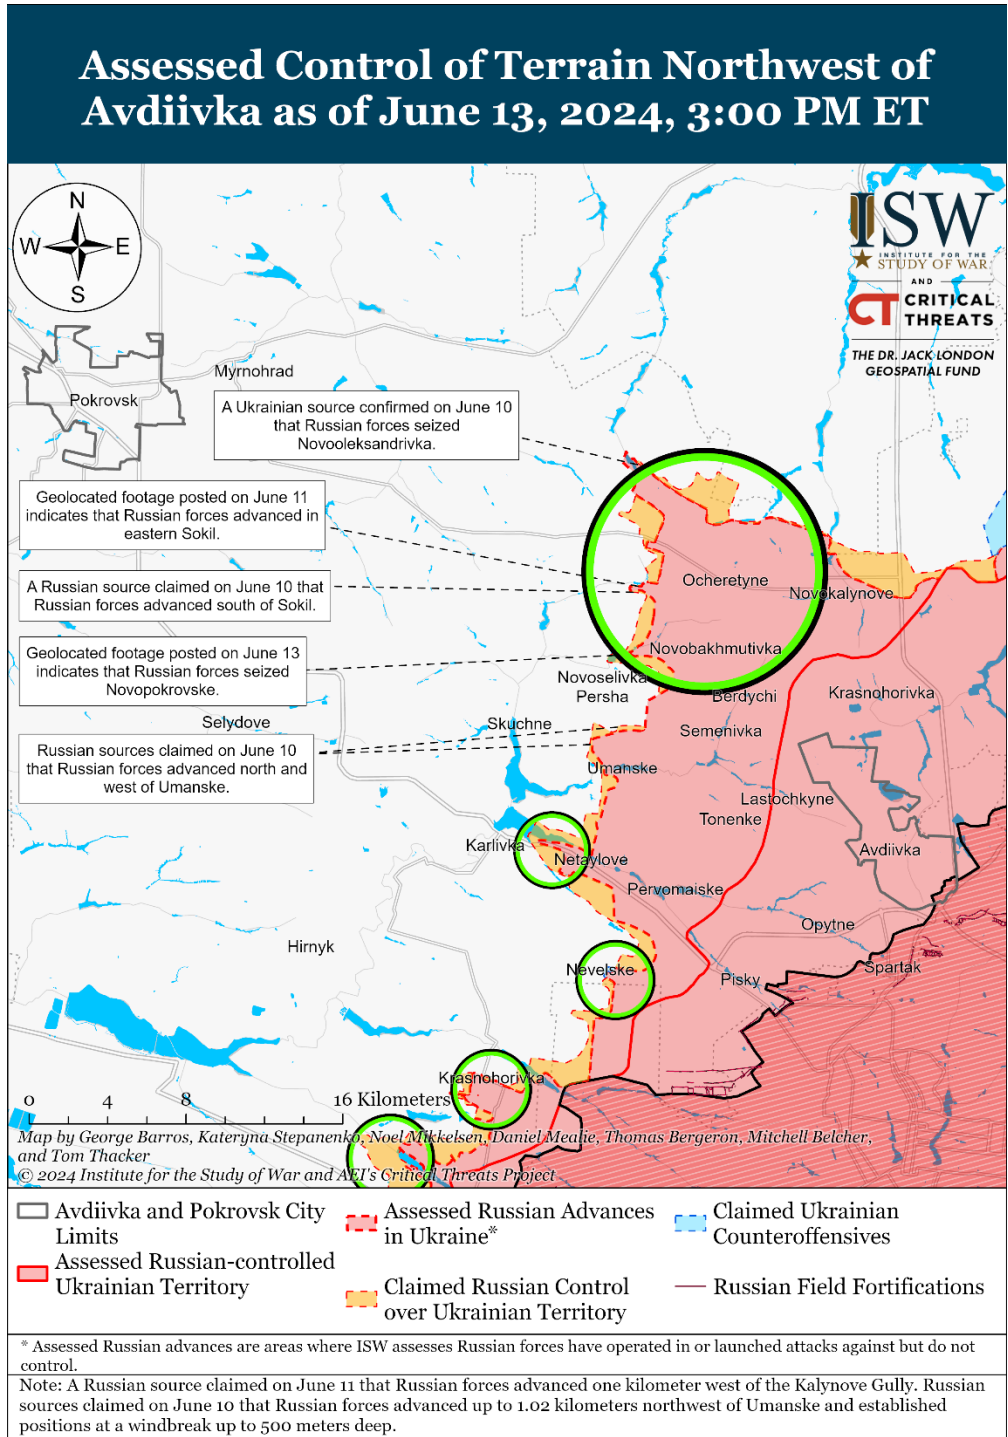 Assessed Control of Terrain Northwest of
Avdiivka as of June 13, 2024, 3:00 PM ET
N
W
E
S
ISW
INSTITUTE FOR THE
STUDY OF WAR
AND
CT CRITICAL
THREATS
THE DR. JACK LONDON
GEOSPATIAL FUND
Myrnohrad
Pokrovsk
A Ukrainian source confirmed on June 10
that Russian forces seized
Novooleksandrivka.
Geolocated footage posted on June 11
indicates that Russian forces advanced in
eastern Sokil.
A Russian source claimed on June 10 that
Russian forces advanced south of Sokil.
Geolocated footage posted on June 13
indicates that Russian forces seized
Novopokrovske.
Russian sources claimed on June 10
that Russian forces advanced north and
west of Umanske.
Ocheretyne
Novokalynove
Novobakhmutivka
Novoselivka
Persha
Berdychi
Krasnohorivka
Selydove
Skuchne
Semenivka
Umanske
Lastochkyne
Tonenke
Karlivka
Netaylove
Avdiivka
Pervomaiske
Opytne
Hirnyk
Nevelske
Pisky
Spartak
Krasnohorivka
0 4 8 16 Kilometers
Map by George Barros, Kateryna Stepanenko, Noel Mikkelsen, Daniel Mealie, Thomas Bergeron, Mitchell Belcher,
and Tom Thacker
© 2024 Institute for the Study of War and AEI's Critical Threats Project
Avdiivka and Pokrovsk City
Limits
Assessed Russian-controlled
Ukrainian Territory
Assessed Russian Advances
in Ukraine*
Claimed Russian Control
over Ukrainian Territory
Claimed Ukrainian
Counteroffensives
Russian Field Fortifications
* Assessed Russian advances are areas where ISW assesses Russian forces have operated in or launched attacks against but do not
control.
Note: A Russian source claimed on June 11 that Russian forces advanced one kilometer west of the Kalynove Gully. Russian
sources claimed on June 10 that Russian forces advanced up to 1.02 kilometers northwest of Umanske and established
positions at a windbreak up to 500 meters deep.